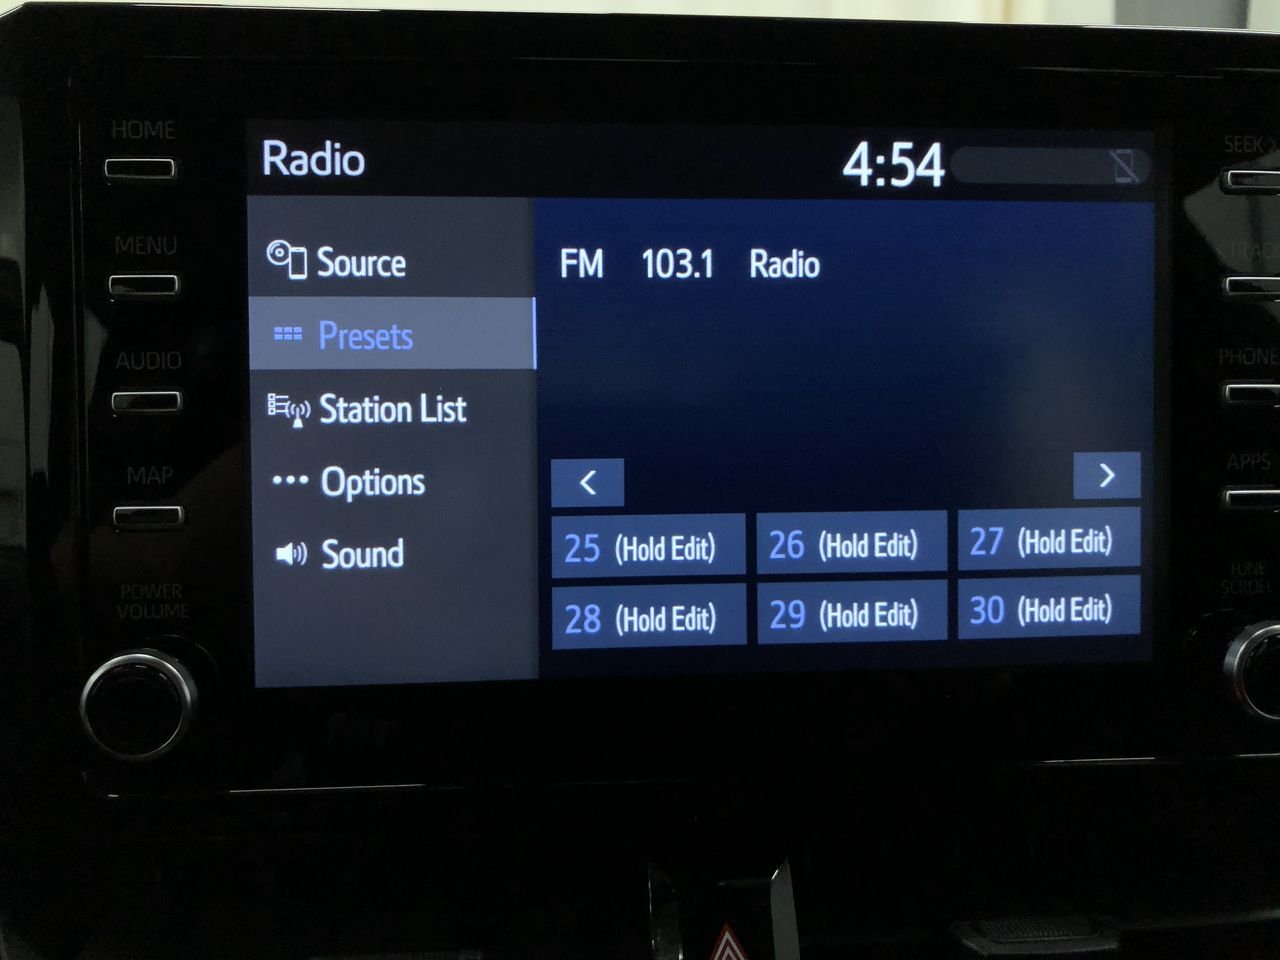 HOME
MENU
AUDIO
MAP
POWER
VOLUME
Radio
4:54
Source
Presets
Station List
Options
Sound
FM 103.1 Radio
<
>
25 (Hold Edit)
26 (Hold Edit)
27 (Hold Edit)
28 (Hold Edit)
29 (Hold Edit)
30 (Hold Edit)
SEEK >
< TRACK
PHONE
APPS
TUNE
SCROLL